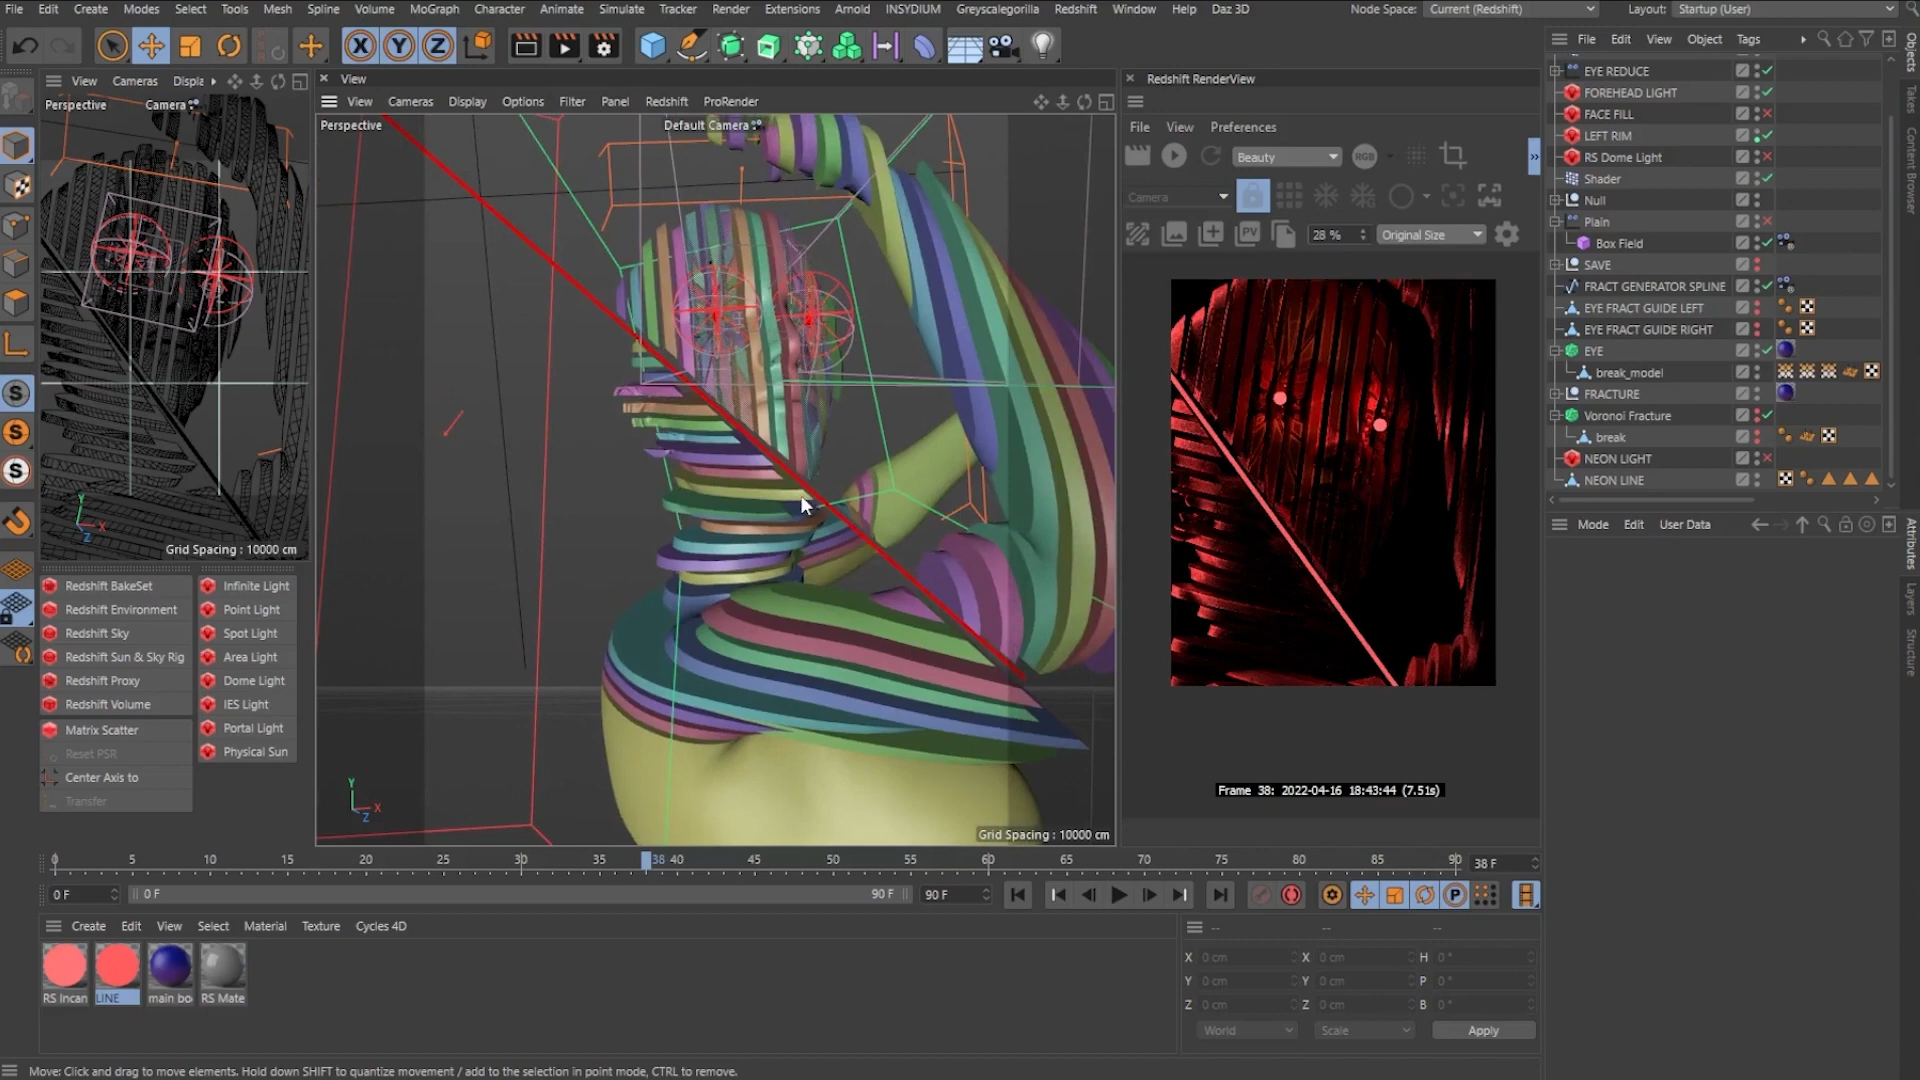 File Edit Create Modes Select Tools Mesh Spline Volume MoGraph Character Animate Simulate Tracker Render Extensions Arnold INSYDIUM Greyscalegorilla Redshift Window Help Daz 3D Node Space: Current (Redshift) Layout: Startup (User)
X Y Z
File Edit View Object Tags
View Cameras Displa
View
Redshift RenderView
View Cameras Display Options Filter Panel Redshift ProRender
Perspective Camera
Perspective Default Camera
File View Preferences
Beauty RGB
Camera
PV 28 % Original Size
EYE REDUCE
FOREHEAD LIGHT
FACE FILL
LEFT RIM
RS Dome Light
Shader
Null
Plain
Box Field
SAVE
FRACT GENERATOR SPLINE
EYE FRACT GUIDE LEFT
EYE FRACT GUIDE RIGHT
EYE
break_model
FRACTURE
Voronoi Fracture
break
NEON LIGHT
NEON LINE
Objects
Takes
Content Browser
Mode Edit User Data
Attributes
Layers
Structure
S
S
S
Y
X
Z
Grid Spacing : 10000 cm
Redshift BakeSet
Redshift Environment
Redshift Sky
Redshift Sun & Sky Rig
Redshift Proxy
Redshift Volume
Matrix Scatter
Reset PSR
Center Axis to
Transfer
Infinite Light
Point Light
Spot Light
Area Light
Dome Light
IES Light
Portal Light
Physical Sun
Y
X
Z
Grid Spacing : 10000 cm
Frame 38: 2022-04-16 18:43:44 (7.51s)
0 5 10 15 20 25 30 35 38 40 45 50 55 60 65 70 75 80 85 90 38 F
0 F 0 F 90 F 90 F P
Create Edit View Select Material Texture Cycles 4D
RS Incan LINE main bo RS Mate
-- -- --
X 0 cm X 0 cm H 0 °
Y 0 cm Y 0 cm P 0 °
Z 0 cm Z 0 cm B 0 °
World Scale Apply
Move: Click and drag to move elements. Hold down SHIFT to quantize movement / add to the selection in point mode, CTRL to remove.